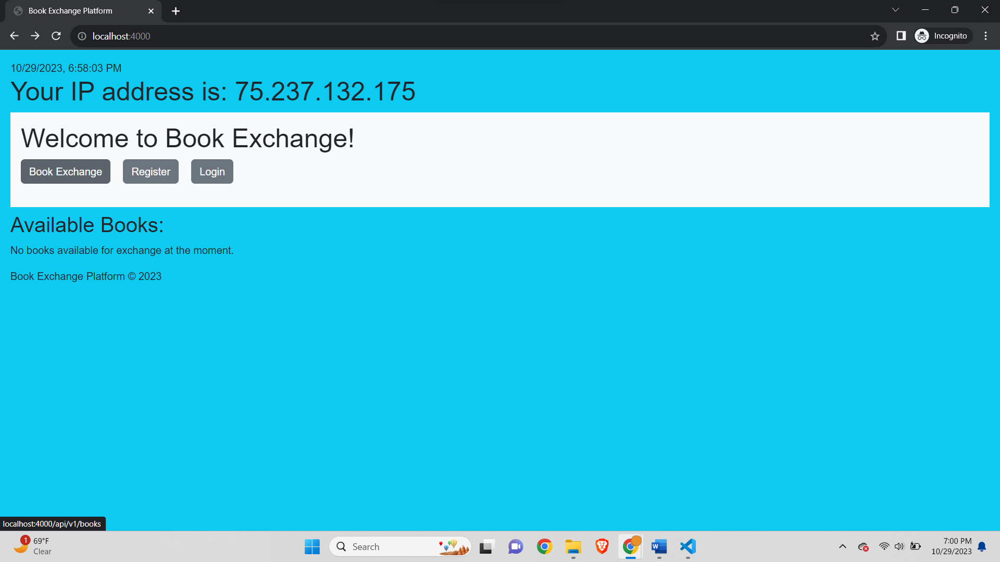 Book Exchange Platform
localhost:4000
Incognito
10/29/2023, 6:58:03 PM
Your IP address is: 75.237.132.175
Welcome to Book Exchange!
Book Exchange
Register
Login
Available Books:
No books available for exchange at the moment.
Book Exchange Platform © 2023
localhost:4000/api/v1/books
1
69°F
Clear
Search
W
7:00 PM
10/29/2023